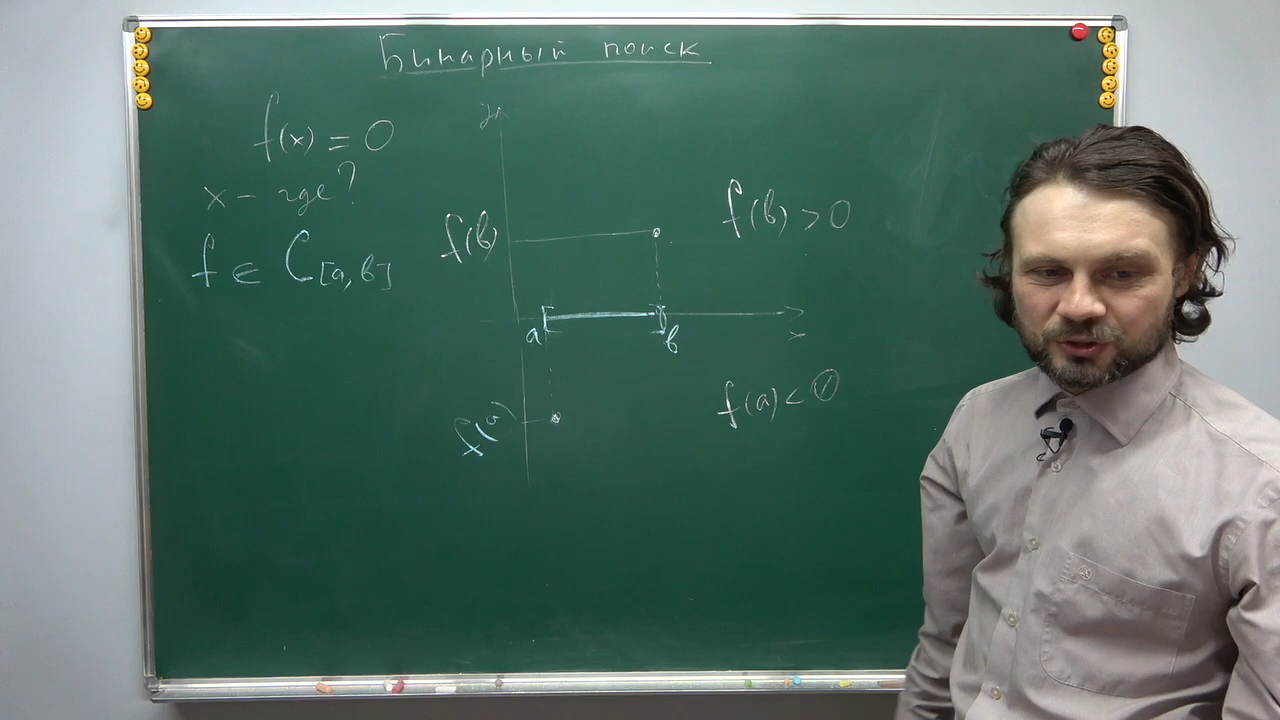 Бинарный поиск
f(x) = 0
x – где?
f ∈ C[a, b]
y
f(b)
f(b) > 0
a
b
x
f(a)
f(a) < 0